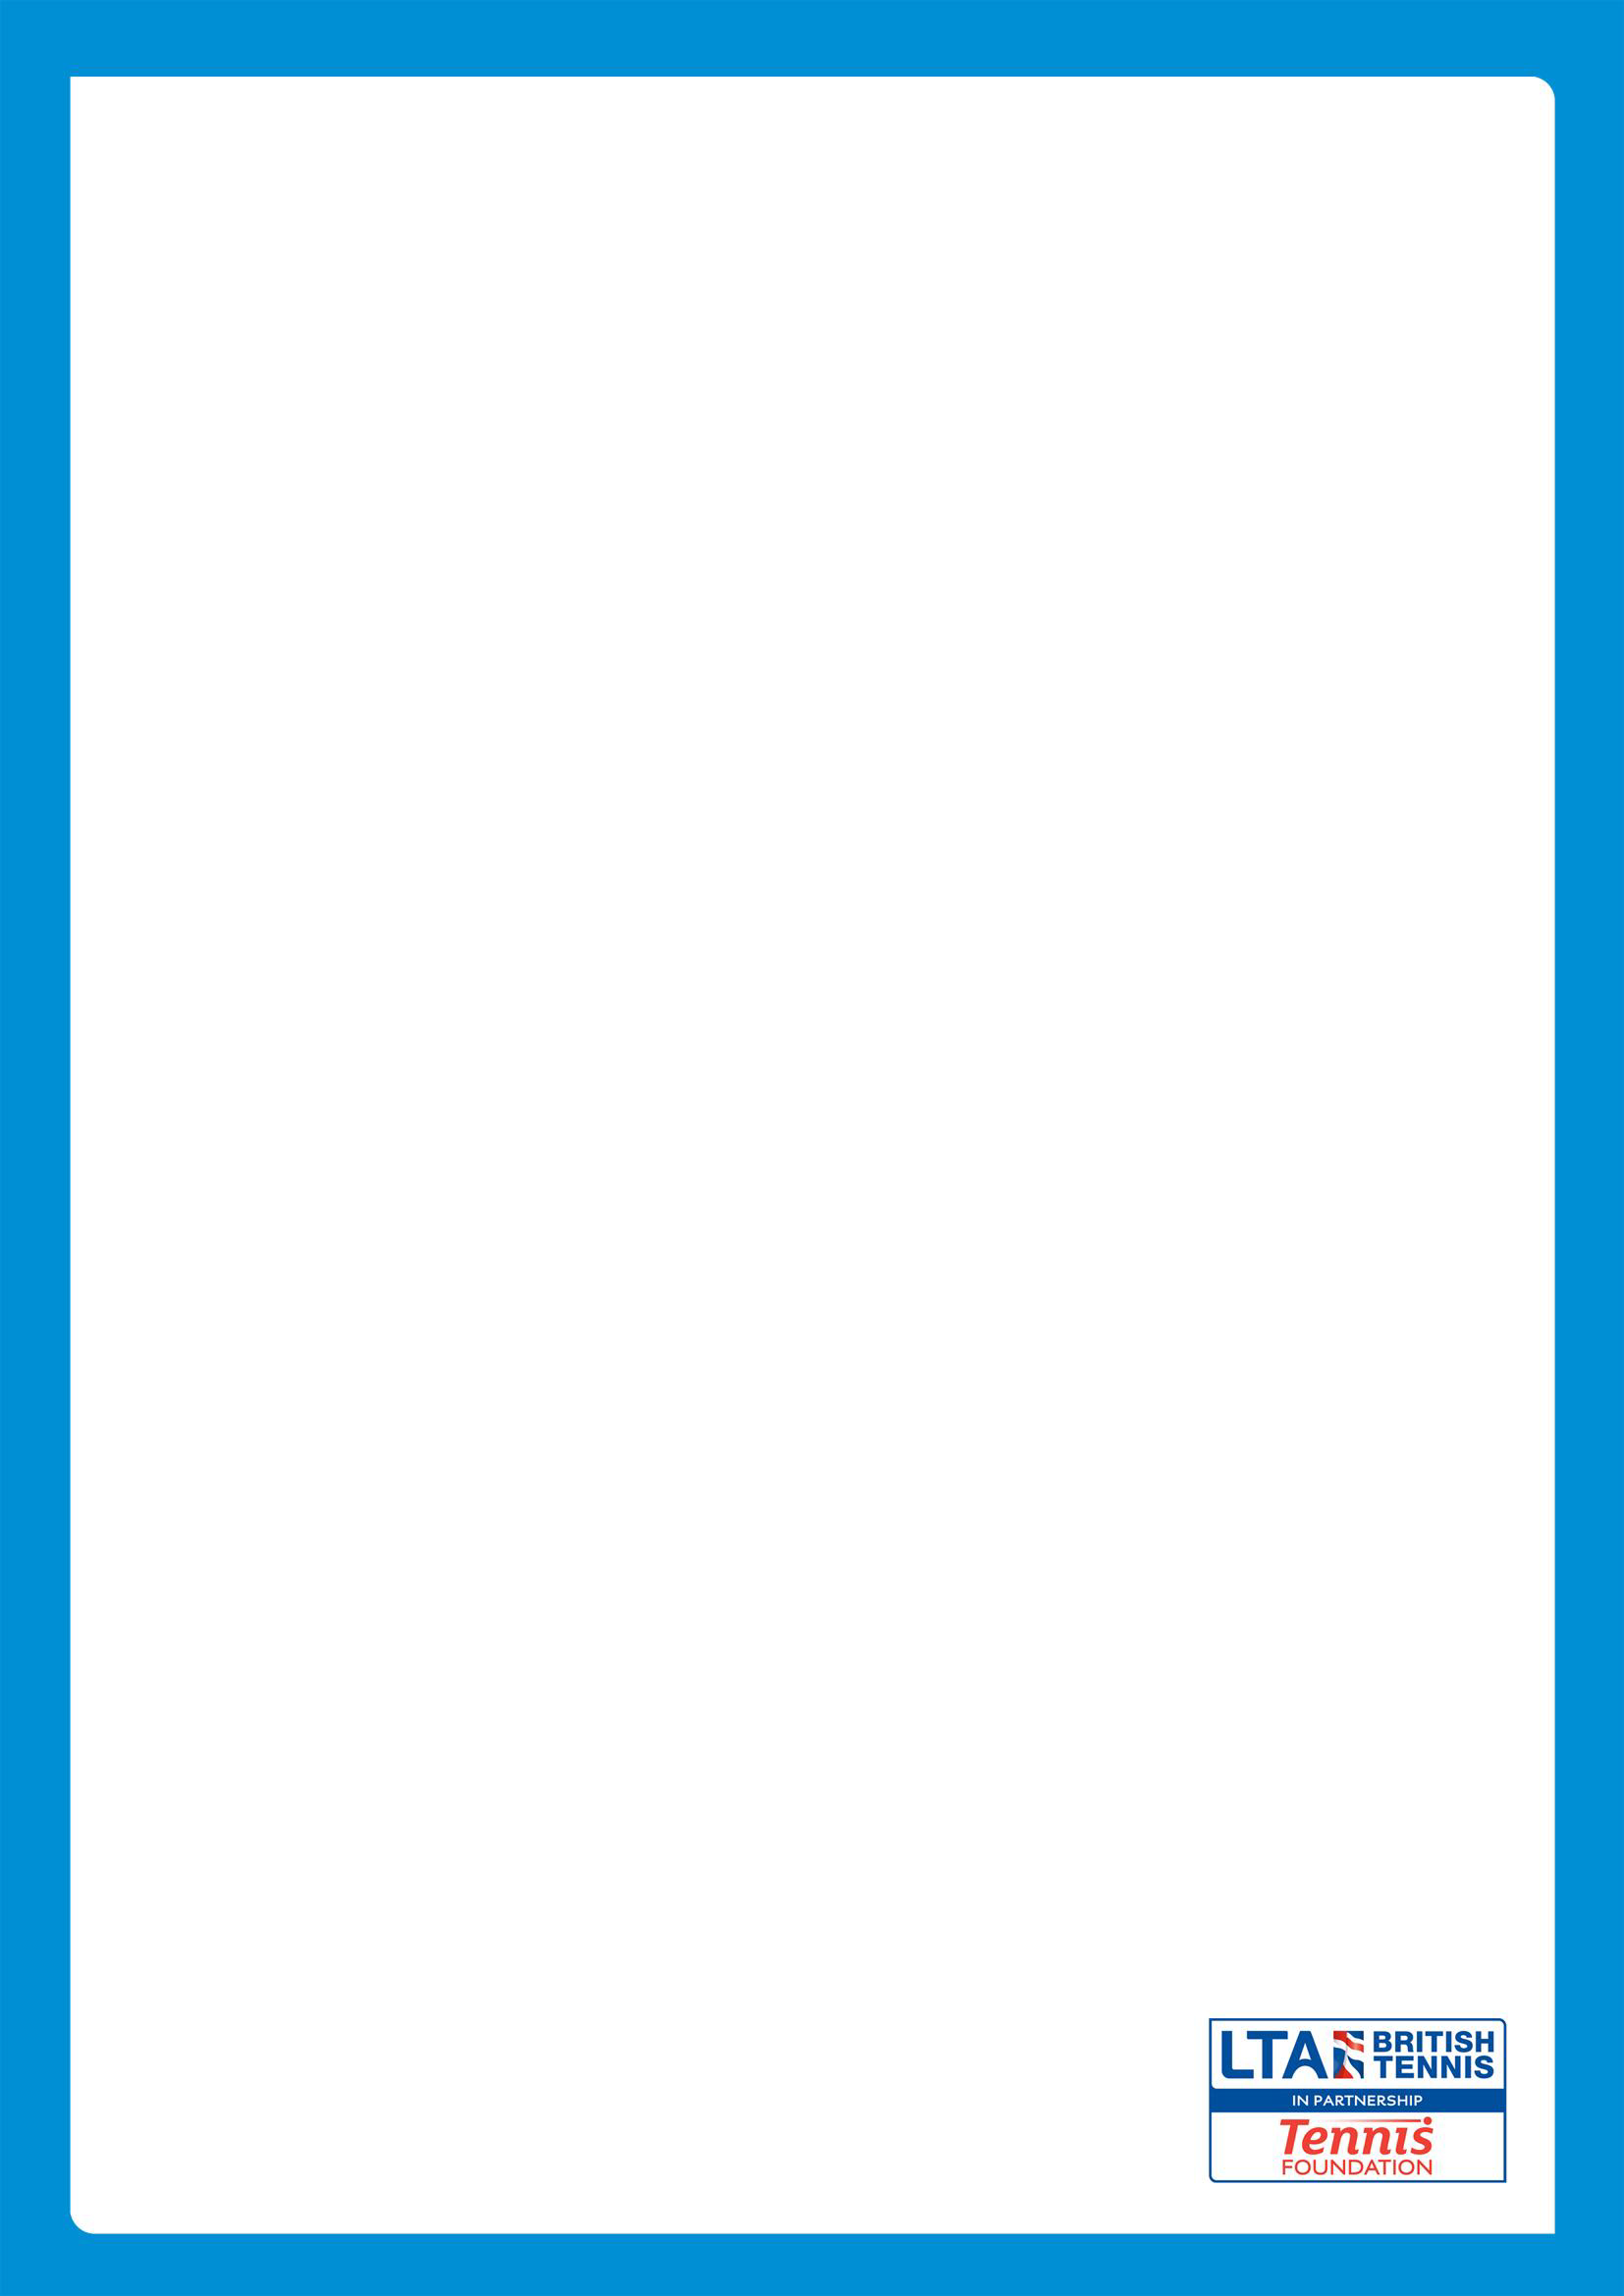 LTA BRITISH
TENNIS
IN PARTNERSHIP
Tennis
FOUNDATION